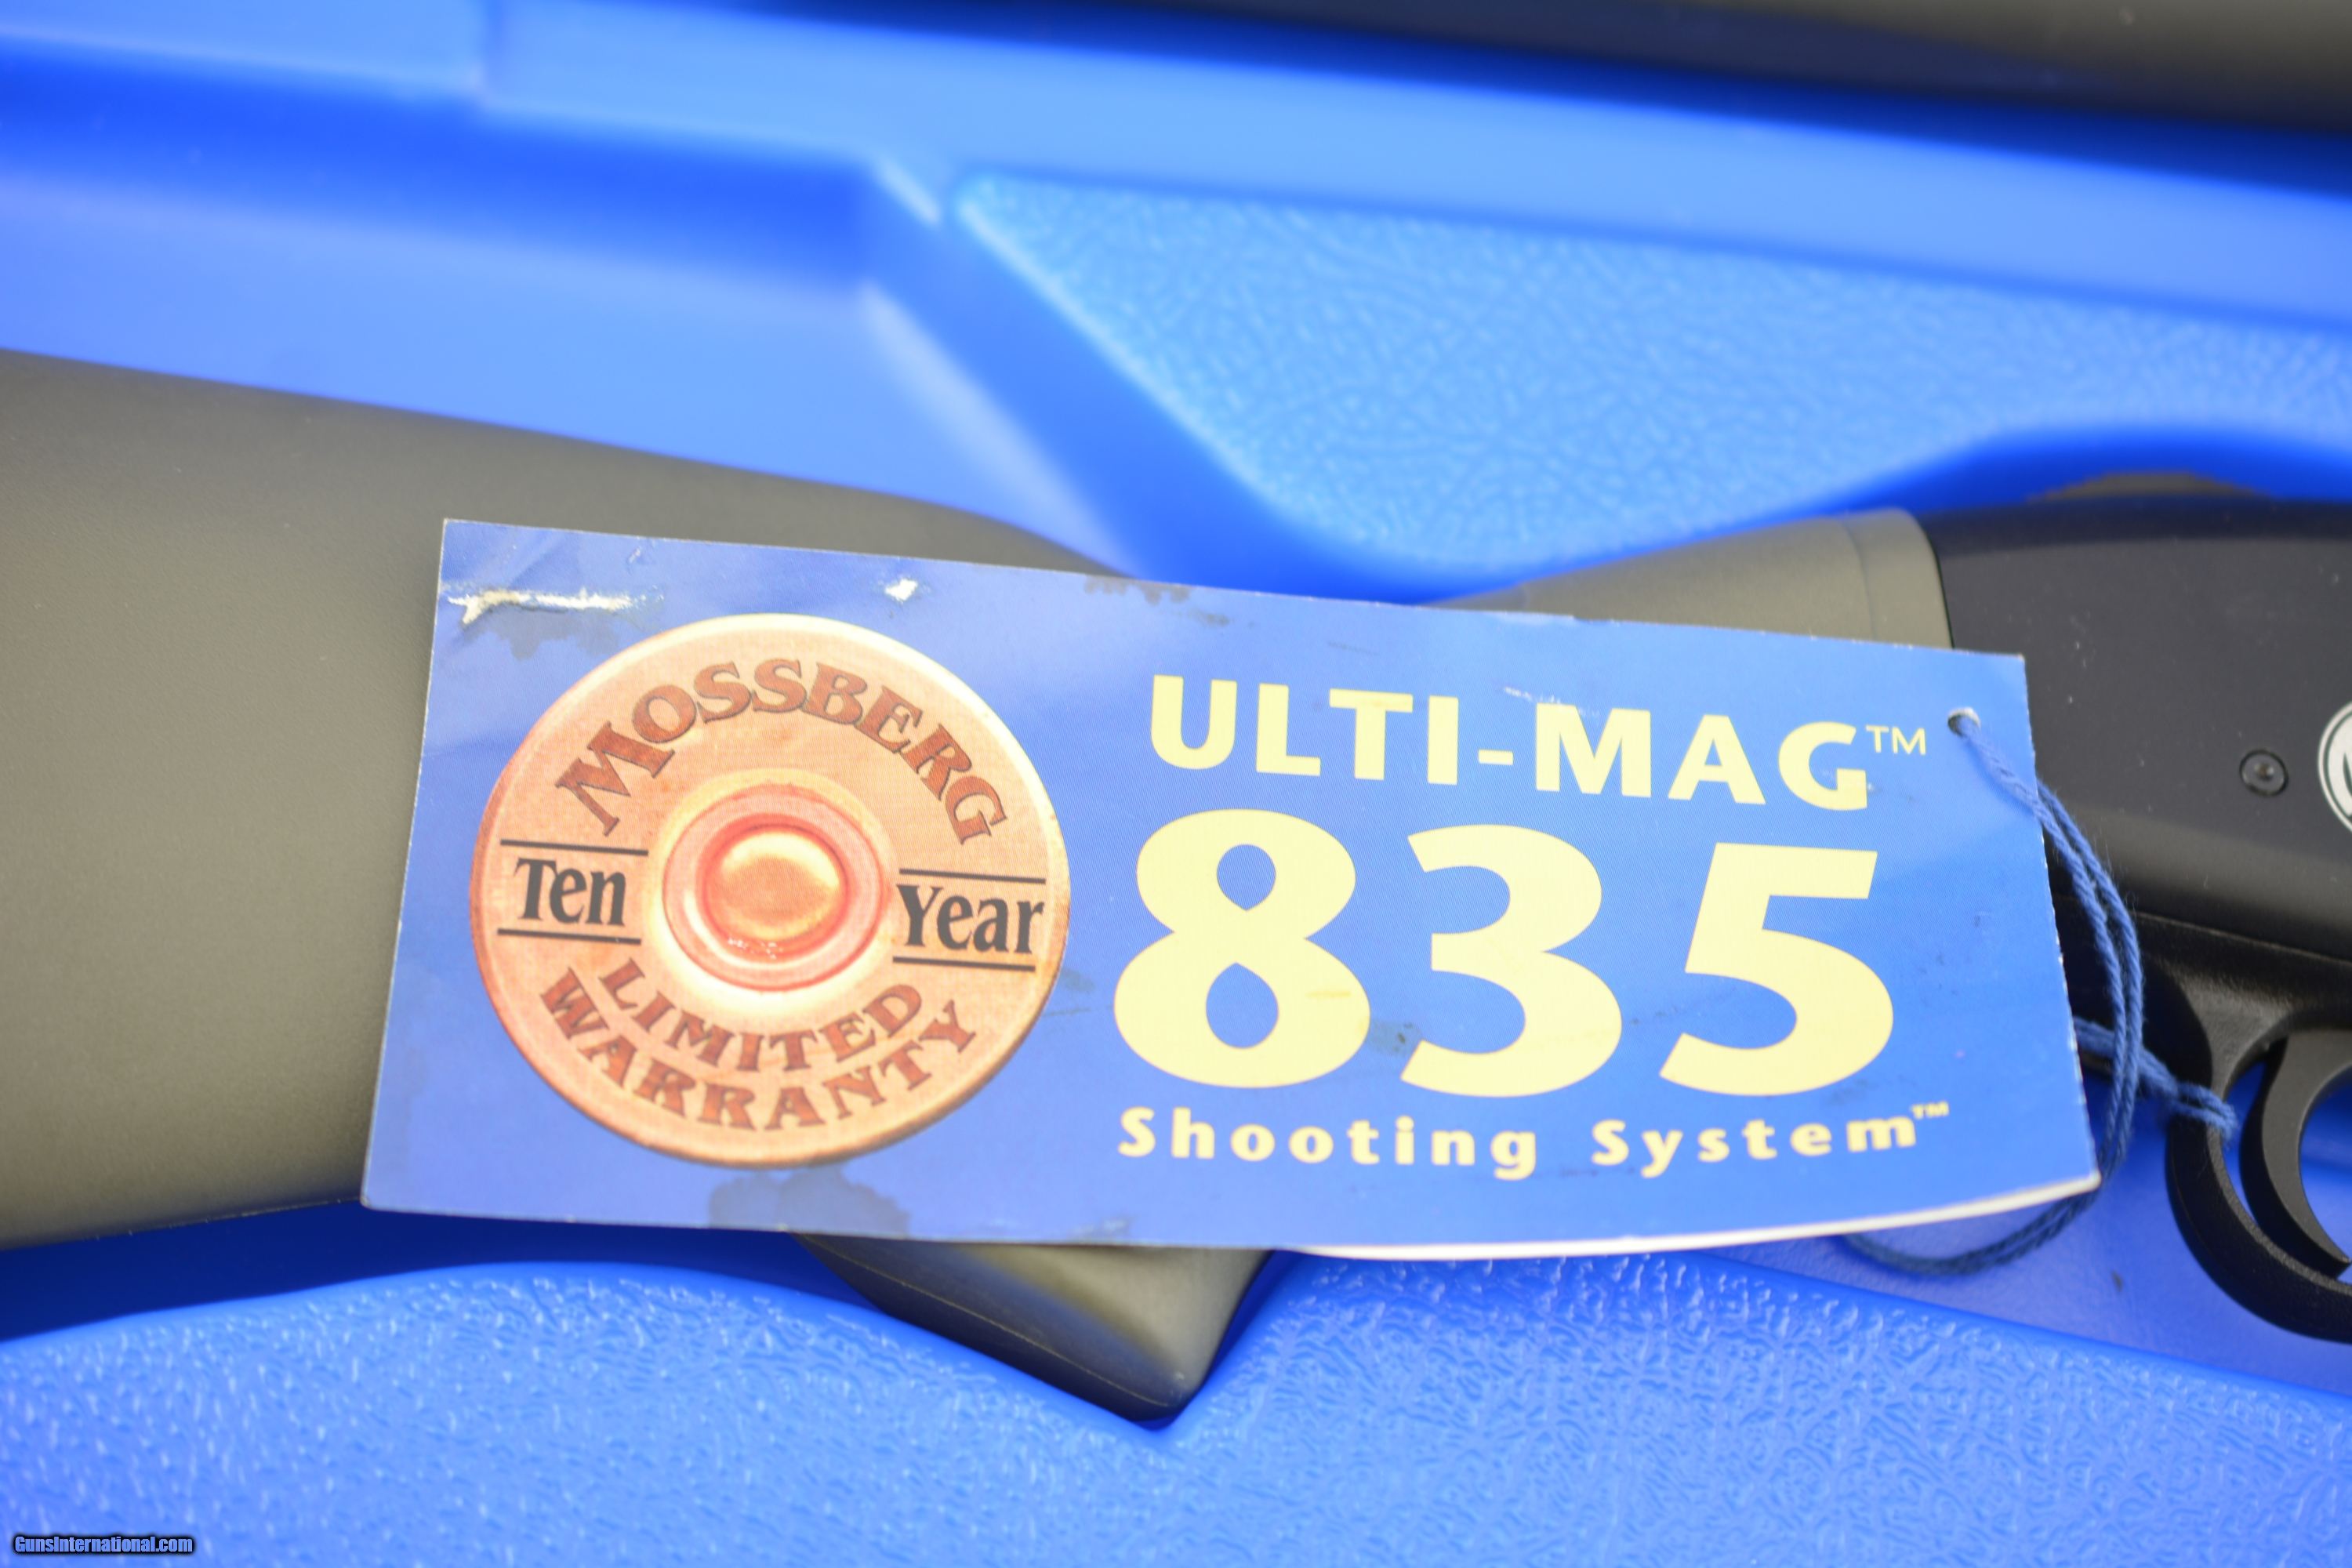 MOSSBERG
Ten Year
LIMITED
WARRANTY
ULTI-MAG™
835
Shooting System™
GunsInternational.com